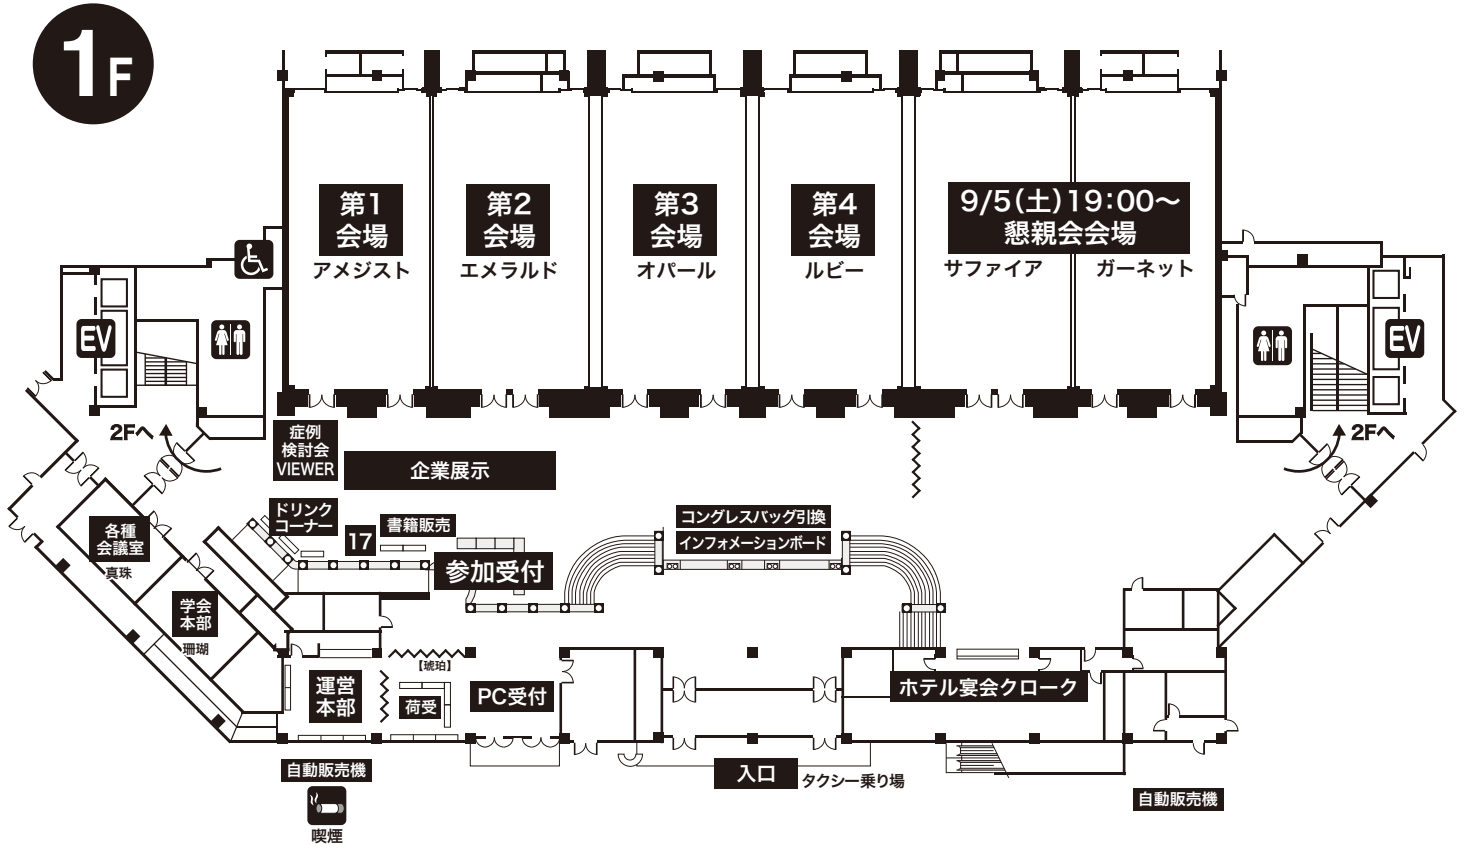 1F
第1
会場
アメジスト
第2
会場
エメラルド
第3
会場
オパール
第4
会場
ルビー
9/5(土)19:00〜
懇親会会場
サファイア
ガーネット
EV
EV
2Fへ
2Fへ
症例
検討会
VIEWER
企業展示
ドリンク
コーナー
17
書籍販売
参加受付
コングレスバッグ引換
インフォメーションボード
各種
会議室
真珠
学会
本部
珊瑚
運営
本部
【琥珀】
荷受
PC受付
ホテル宴会クローク
自動販売機
喫煙
入口
タクシー乗り場
自動販売機